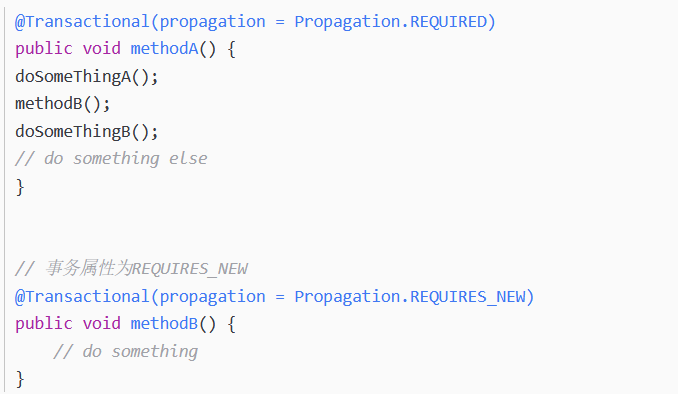 @Transactional(propagation = Propagation.REQUIRED)
public void methodA() {
doSomeThingA();
methodB();
doSomeThingB();
// do something else
}
// 事务属性为REQUIRES_NEW
@Transactional(propagation = Propagation.REQUIRES_NEW)
public void methodB() {
    // do something
}